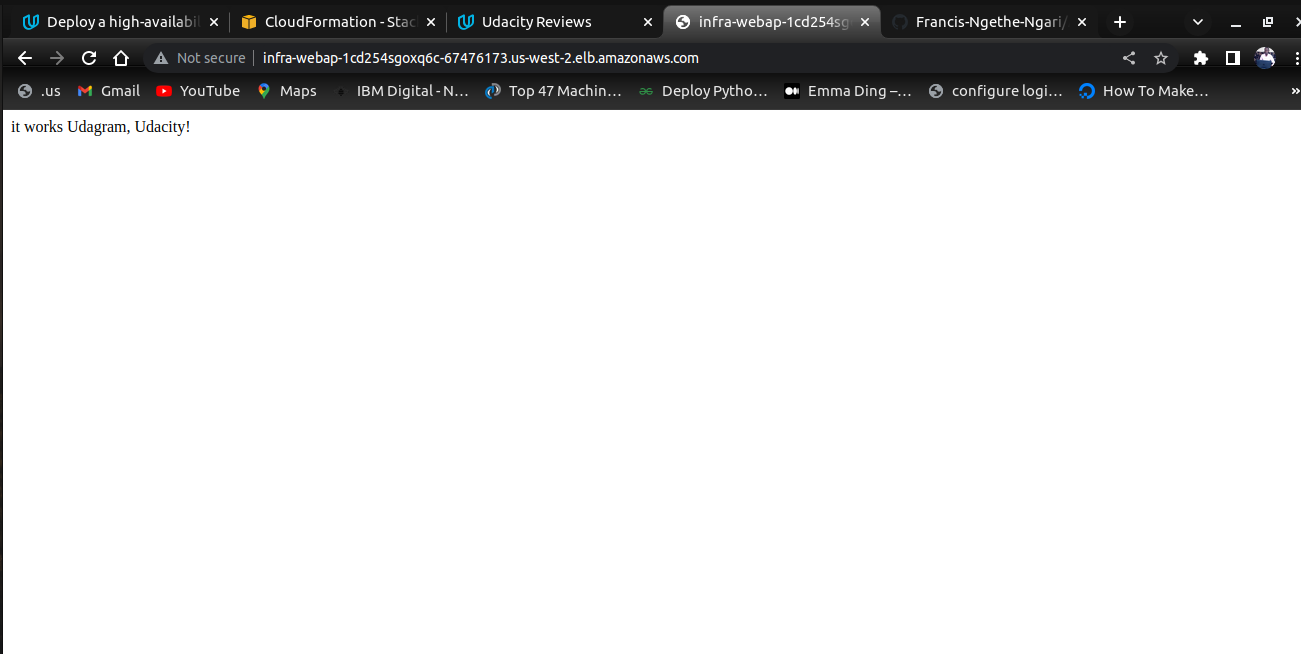 Deploy a high-availabil
CloudFormation - Stac
Udacity Reviews
infra-webap-1cd254sg
Francis-Ngethe-Ngari/
Not secure
infra-webap-1cd254sgoxq6c-67476173.us-west-2.elb.amazonaws.com
.us
Gmail
YouTube
Maps
IBM Digital - N...
Top 47 Machin...
Deploy Pytho...
Emma Ding –...
configure logi...
How To Make...
it works Udagram, Udacity!